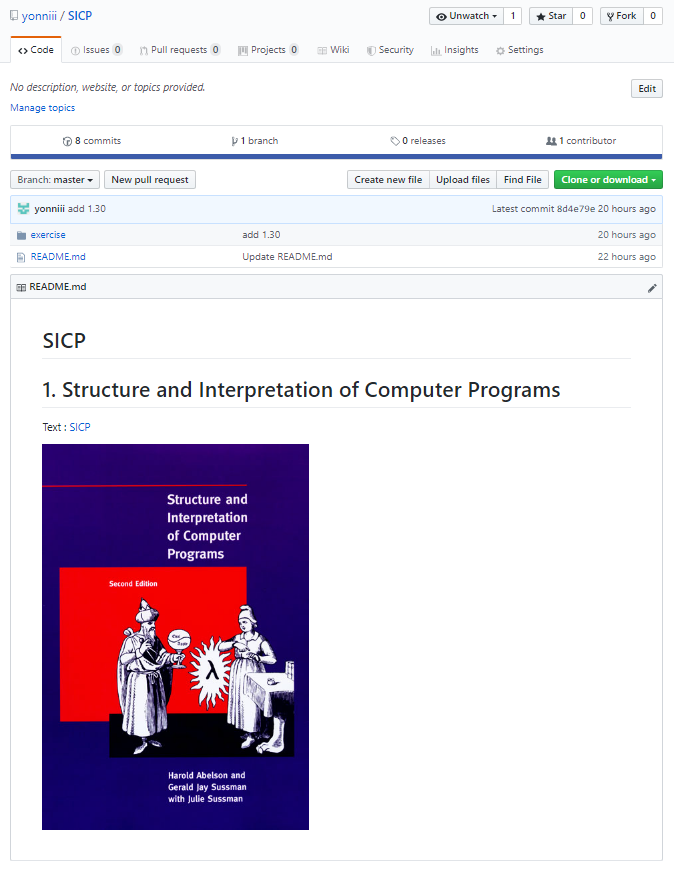 yonniii / SICP
Unwatch 1 Star 0 Fork 0
Code Issues 0 Pull requests 0 Projects 0 Wiki Security Insights Settings
No description, website, or topics provided. Edit
Manage topics
8 commits 1 branch 0 releases 1 contributor
Branch: master New pull request Create new file Upload files Find File Clone or download
yonniii add 1.30 Latest commit 8d4e79e 20 hours ago
exercise add 1.30 20 hours ago
README.md Update README.md 22 hours ago
README.md
SICP
1. Structure and Interpretation of Computer Programs
Text : SICP
Structure and
Interpretation
of Computer
Programs
Second Edition
λ
Harold Abelson and
Gerald Jay Sussman
with Julie Sussman